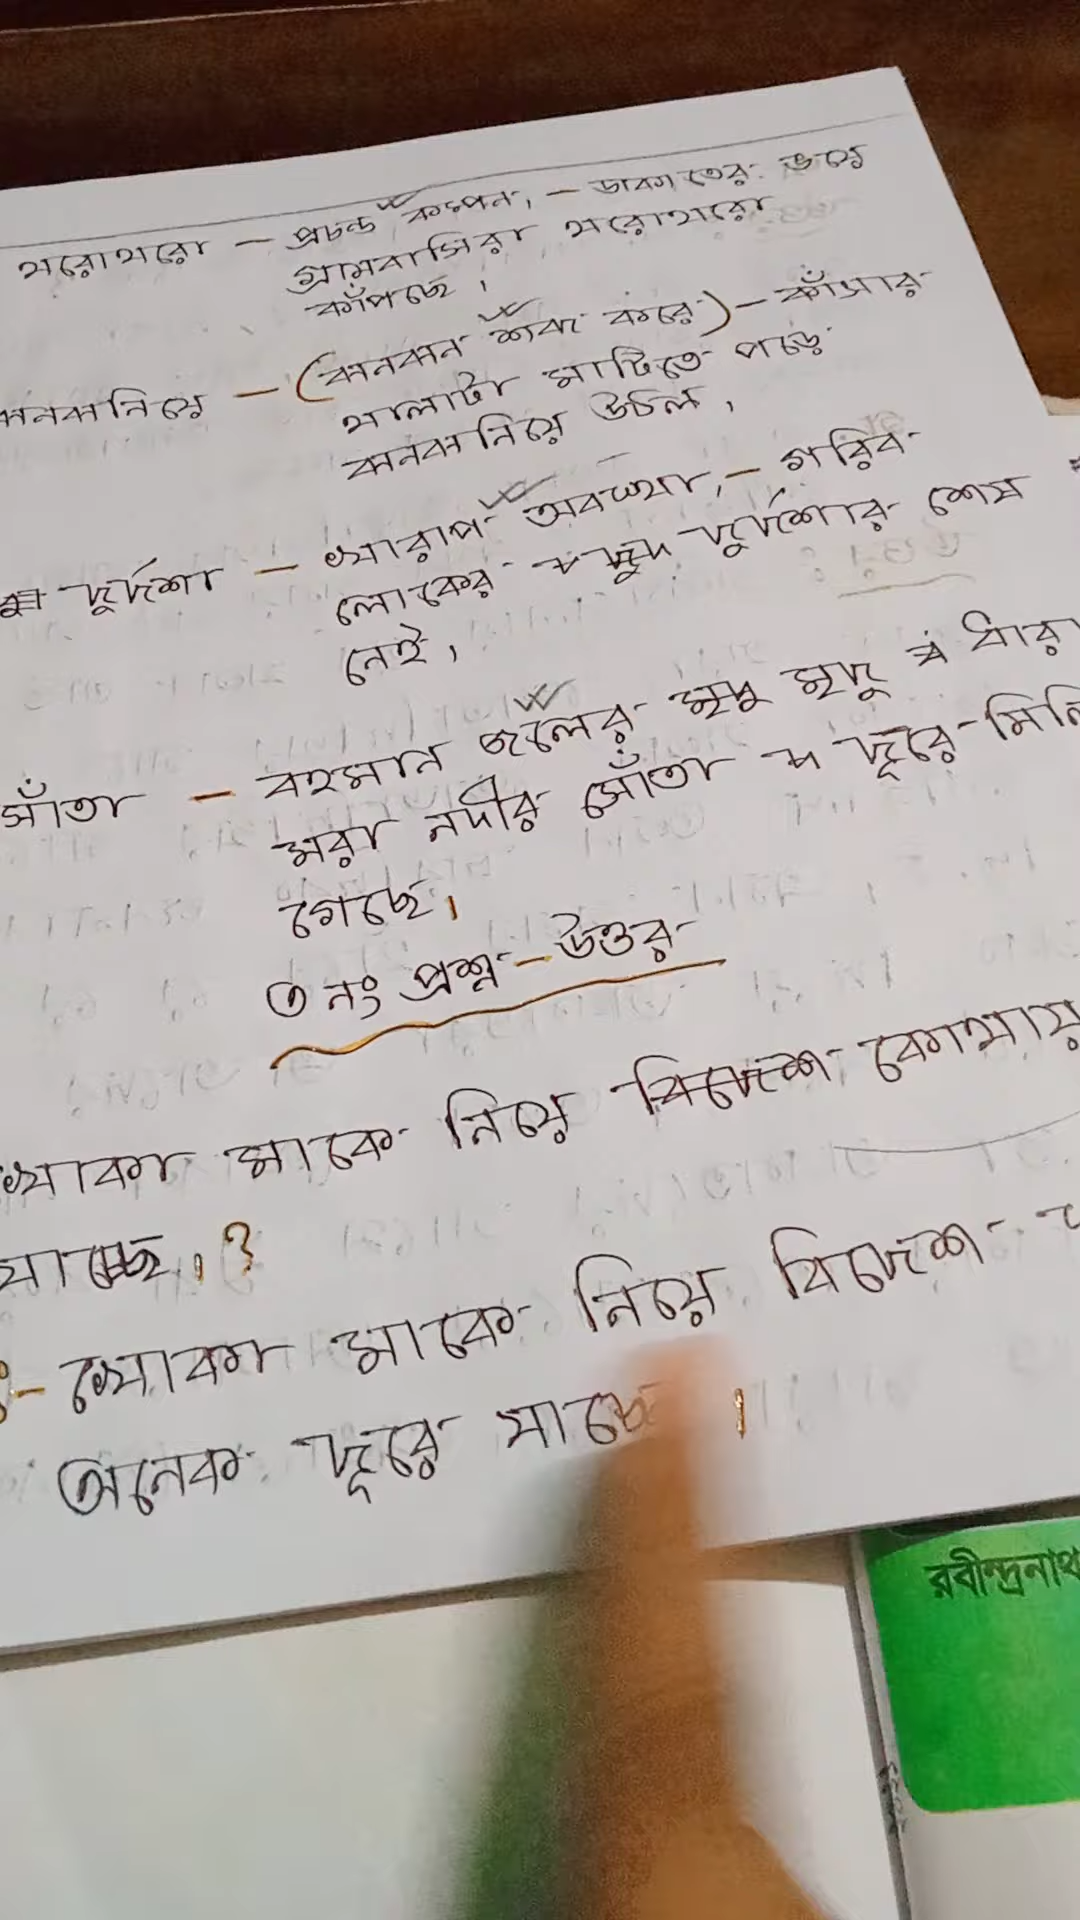 থরোথরো - প্রচন্ড কম্পন, - ডাকাতের ভয়ে
গ্রামবাসিরা থরোথরো
কাঁপছে।
ঝনঝনিয়ে - (ঝনঝন শব্দ করে) - কাঁসার
থালাটা মাটিতে পড়ে
ঝনঝনিয়ে উঠল।
দুর্দশা - খারাপ অবস্থা, - গরিব
লোকের দুর্দশার শেষ
নেই।
সোঁতা - বহমান জলের মৃদু মৃদু ধারা
মরা নদীর সোঁতা দূরে মিলি
গেছে।
৩ নং প্রশ্ন - উত্তর
খোকা মাকে নিয়ে বিদেশ কোথায়
যাচ্ছে।?
ঃ- খোকা মাকে নিয়ে বিদেশ
অনেক দূরে যাচ্ছে।
রবীন্দ্রনাথ